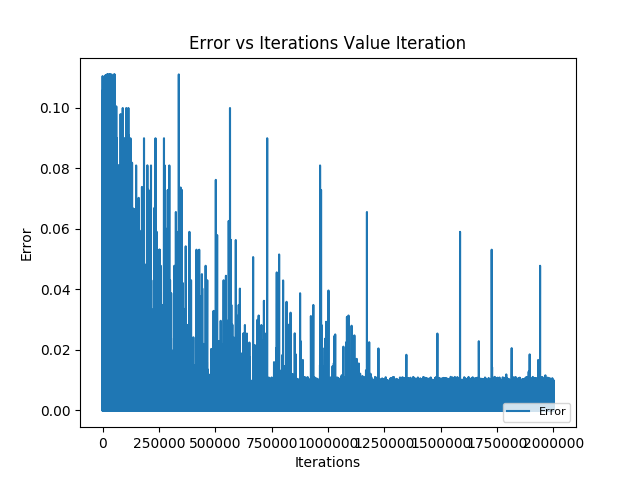 Error vs Iterations Value Iteration
Error
0.10
0.08
0.06
0.04
0.02
0.00
Error
0 250000 500000 750000 1000000 1250000 1500000 1750000 2000000
Iterations